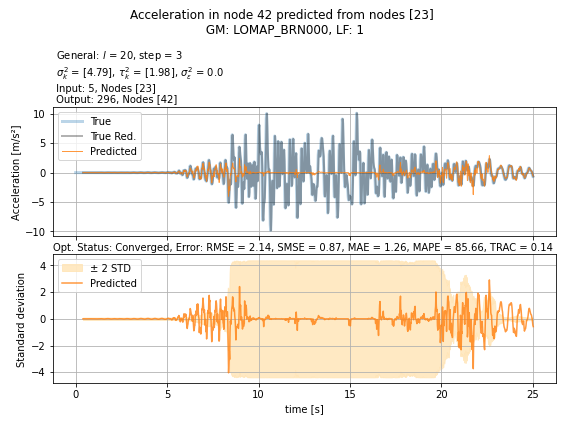 Acceleration in node 42 predicted from nodes [23]
GM: LOMAP_BRN000, LF: 1
General: l = 20, step = 3
σ²ₖ = [4.79], τ²ₖ = [1.98], σ²ₑ = 0.0
Input: 5, Nodes [23]
Output: 296, Nodes [42]
True
True Red.
Predicted
Acceleration [m/s²]
10
5
0
−5
−10
Opt. Status: Converged, Error: RMSE = 2.14, SMSE = 0.87, MAE = 1.26, MAPE = 85.66, TRAC = 0.14
± 2 STD
Predicted
Standard deviation
4
2
0
−2
−4
0 5 10 15 20 25
time [s]